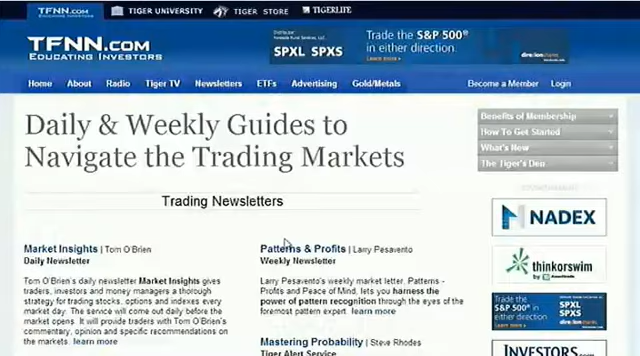 TFNN.COM
EDUCATING INVESTORS
TIGER UNIVERSITY
TIGER STORE
TIGERLIFE
TFNN.COM
EDUCATING INVESTORS
SPXL SPXS
Trade the S&P 500®
in either direction.
Learn more ›
Home About Radio Tiger TV Newsletters ETFs Advertising Gold/Metals Become a Member Login
Daily & Weekly Guides to
Navigate the Trading Markets
Benefits of Membership
How To Get Started
What's New
The Tiger's Den
Trading Newsletters
Market Insights | Tom O'Brien
Daily Newsletter
Tom O'Brien's daily newsletter Market Insights gives
traders, investors and money managers a thorough
strategy for trading stocks, options and indexes every
market day. The service will come out daily before the
market opens. It will provide traders with Tom O'Brien's
commentary, opinion and specific recommendations on
the markets. learn more
Patterns & Profits | Larry Pesavento
Weekly Newsletter
Larry Pesavento's weekly market letter, Patterns -
Profits and Peace of Mind, lets you harness the
power of pattern recognition through the eyes of the
foremost pattern expert. learn more
Mastering Probability | Steve Rhodes
Tiger Alert Service
NADEX
thinkorswim
Trade the
S&P 500®
in either direction.
Learn more ›
SPXL
SPXS
INVESTORS.com